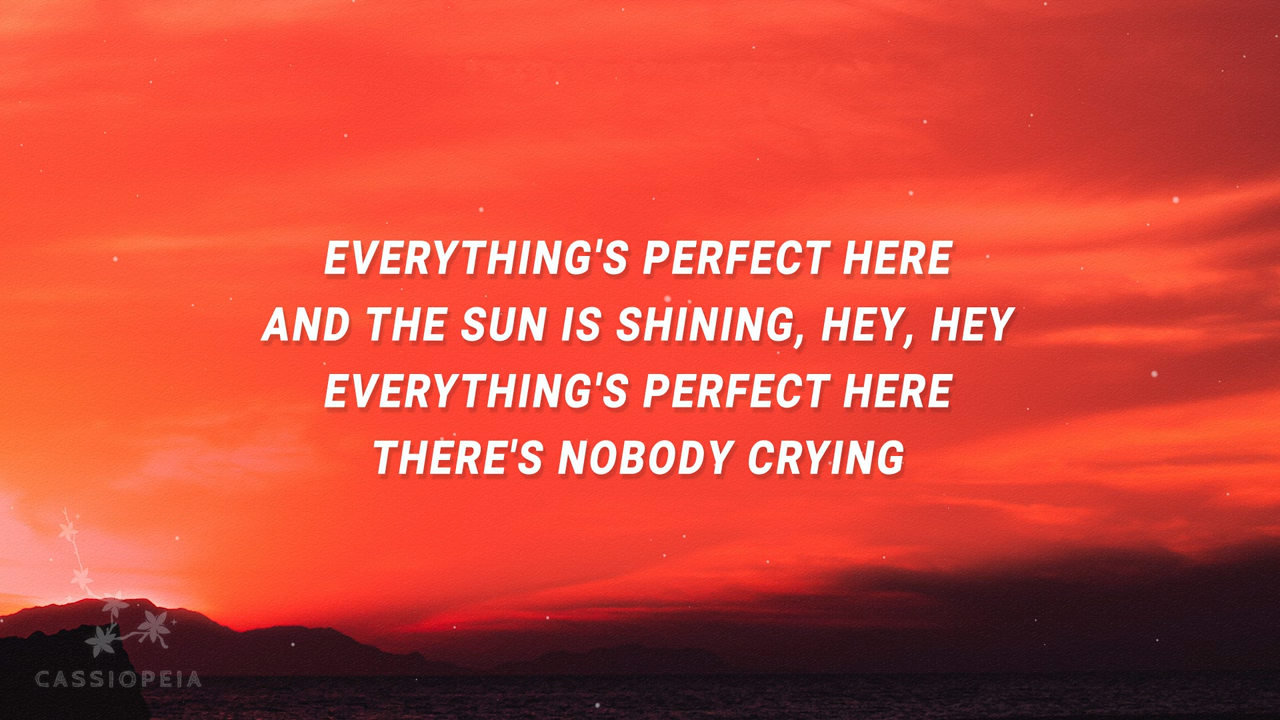 EVERYTHING'S PERFECT HERE
AND THE SUN IS SHINING, HEY, HEY
EVERYTHING'S PERFECT HERE
THERE'S NOBODY CRYING
CASSIOPEIA